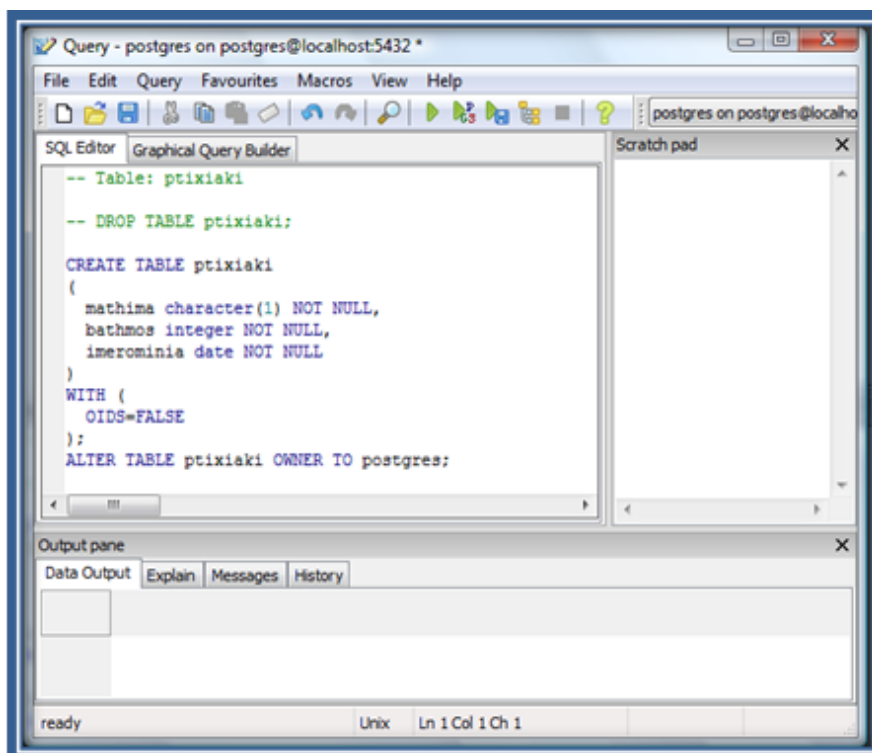 Query - postgres on postgres@localhost:5432 *
File Edit Query Favourites Macros View Help
postgres on postgres@localho
SQL Editor Graphical Query Builder
Scratch pad
-- Table: ptixiaki
-- DROP TABLE ptixiaki;
CREATE TABLE ptixiaki
(
mathima character(1) NOT NULL,
bathmos integer NOT NULL,
imerominia date NOT NULL
)
WITH (
OIDS=FALSE
);
ALTER TABLE ptixiaki OWNER TO postgres;
Output pane
Data Output Explain Messages History
ready Unix Ln 1 Col 1 Ch 1